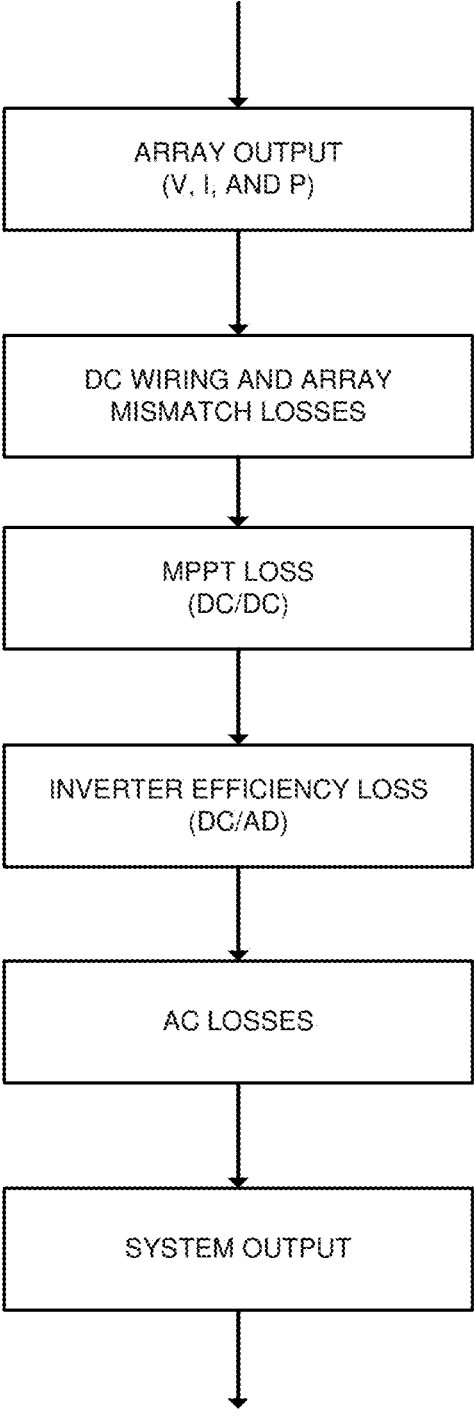 ARRAY OUTPUT
(V, I, AND P)
DC WIRING AND ARRAY
MISMATCH LOSSES
MPPT LOSS
(DC/DC)
INVERTER EFFICIENCY LOSS
(DC/AD)
AC LOSSES
SYSTEM OUTPUT